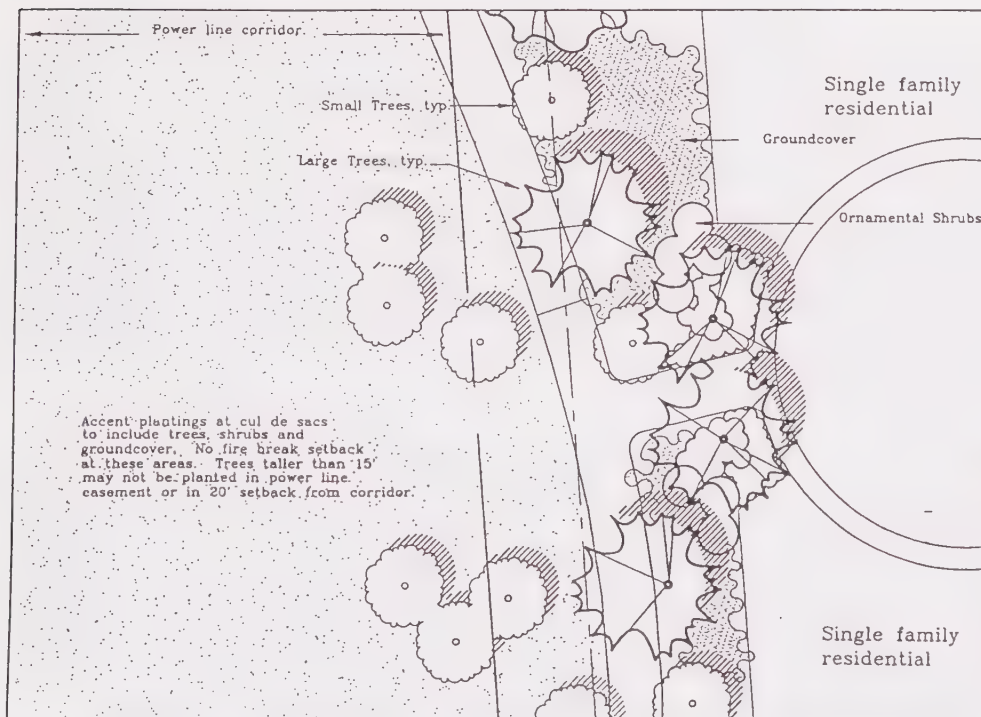 Power line corridor.
Single family
residential
Small Trees, typ.
Groundcover
Large Trees, typ.
Ornamental Shrubs
Accent plantings at cul de sacs
to include trees, shrubs and
groundcover. No fire break setback
at these areas. Trees taller than 15'
may not be planted in power line
easement or in 20' setback from corridor.
Single family
residential